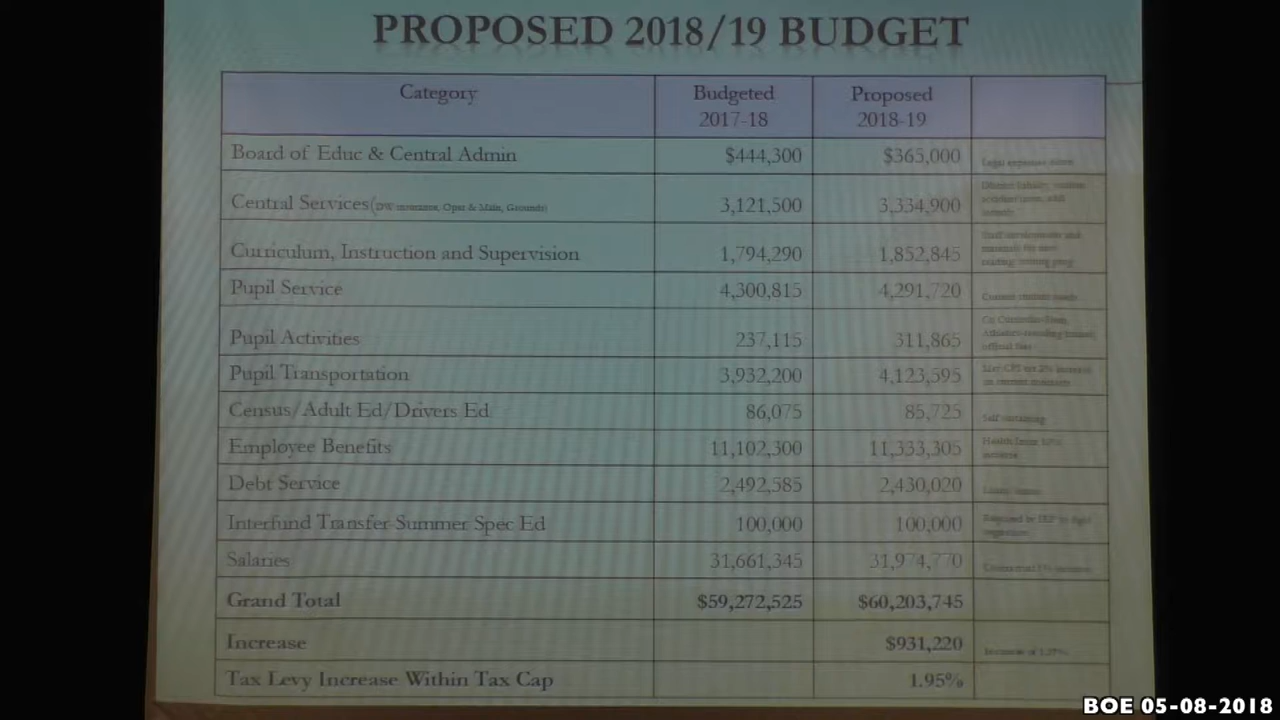 PROPOSED 2018/19 BUDGET
Category Budgeted 2017-18 Proposed 2018-19
Board of Educ & Central Admin $444,300 $365,000
Central Services(DW insurance, Oper & Main, Grounds) 3,121,500 3,334,900
Curriculum, Instruction and Supervision 1,794,290 1,852,845
Pupil Service 4,300,815 4,291,720
Pupil Activities 237,115 311,865
Pupil Transportation 3,932,200 4,123,595
Census/Adult Ed/Drivers Ed 86,075 85,725
Employee Benefits 11,102,300 11,333,305
Debt Service 2,492,585 2,430,020
Interfund Transfer-Summer Spec Ed 100,000 100,000
Salaries 31,661,345 31,974,770
Grand Total $59,272,525 $60,203,745
Increase $931,220
Tax Levy Increase Within Tax Cap 1.95%
BOE 05-08-2018